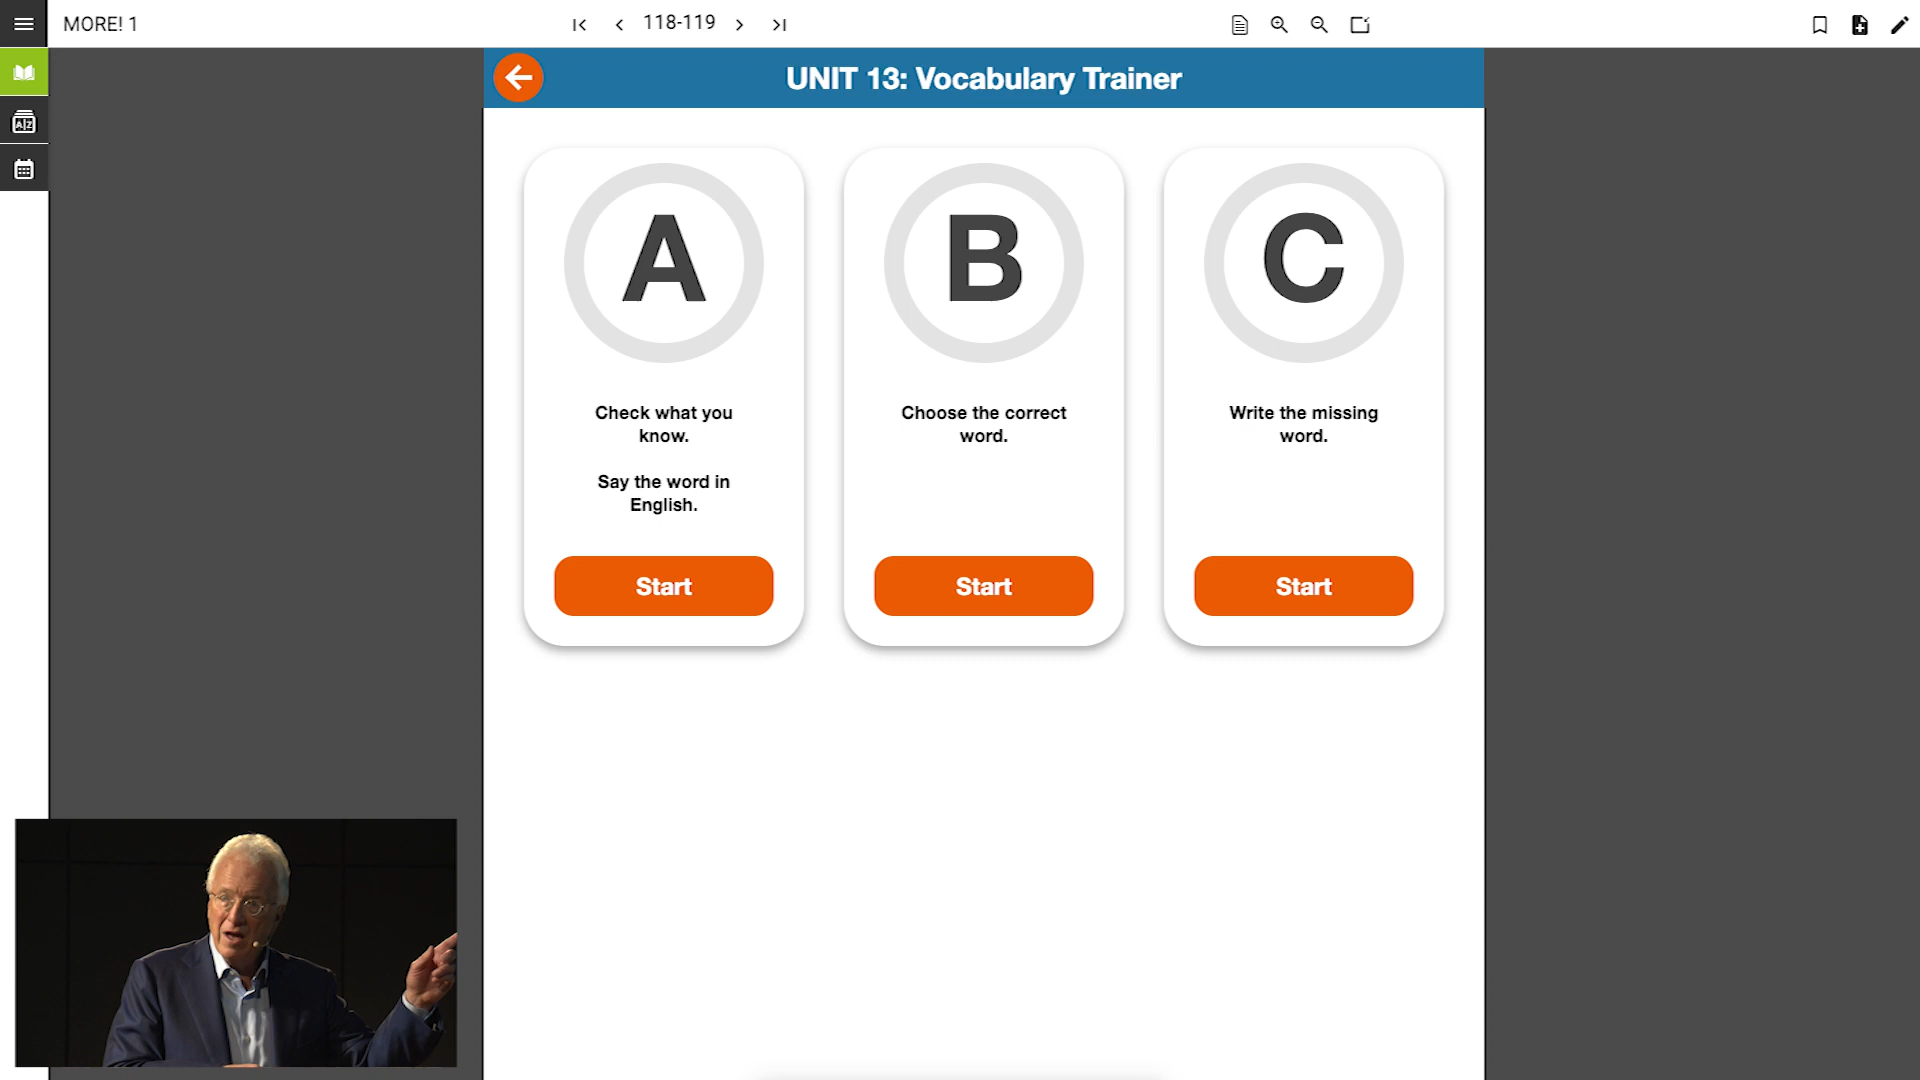 MORE! 1
118-119
UNIT 13: Vocabulary Trainer
A
Check what you
know.
Say the word in
English.
Start
B
Choose the correct
word.
Start
C
Write the missing
word.
Start